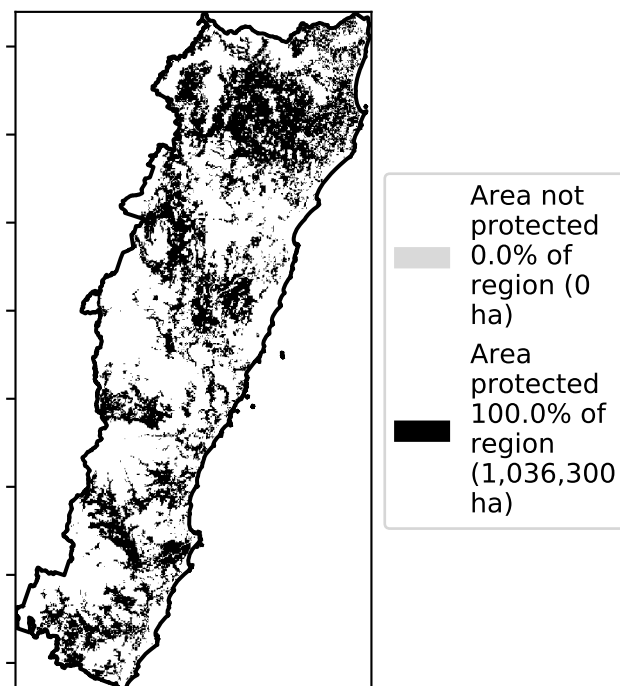 Area not
protected
0.0% of
region (0
ha)
Area
protected
100.0% of
region
(1,036,300
ha)